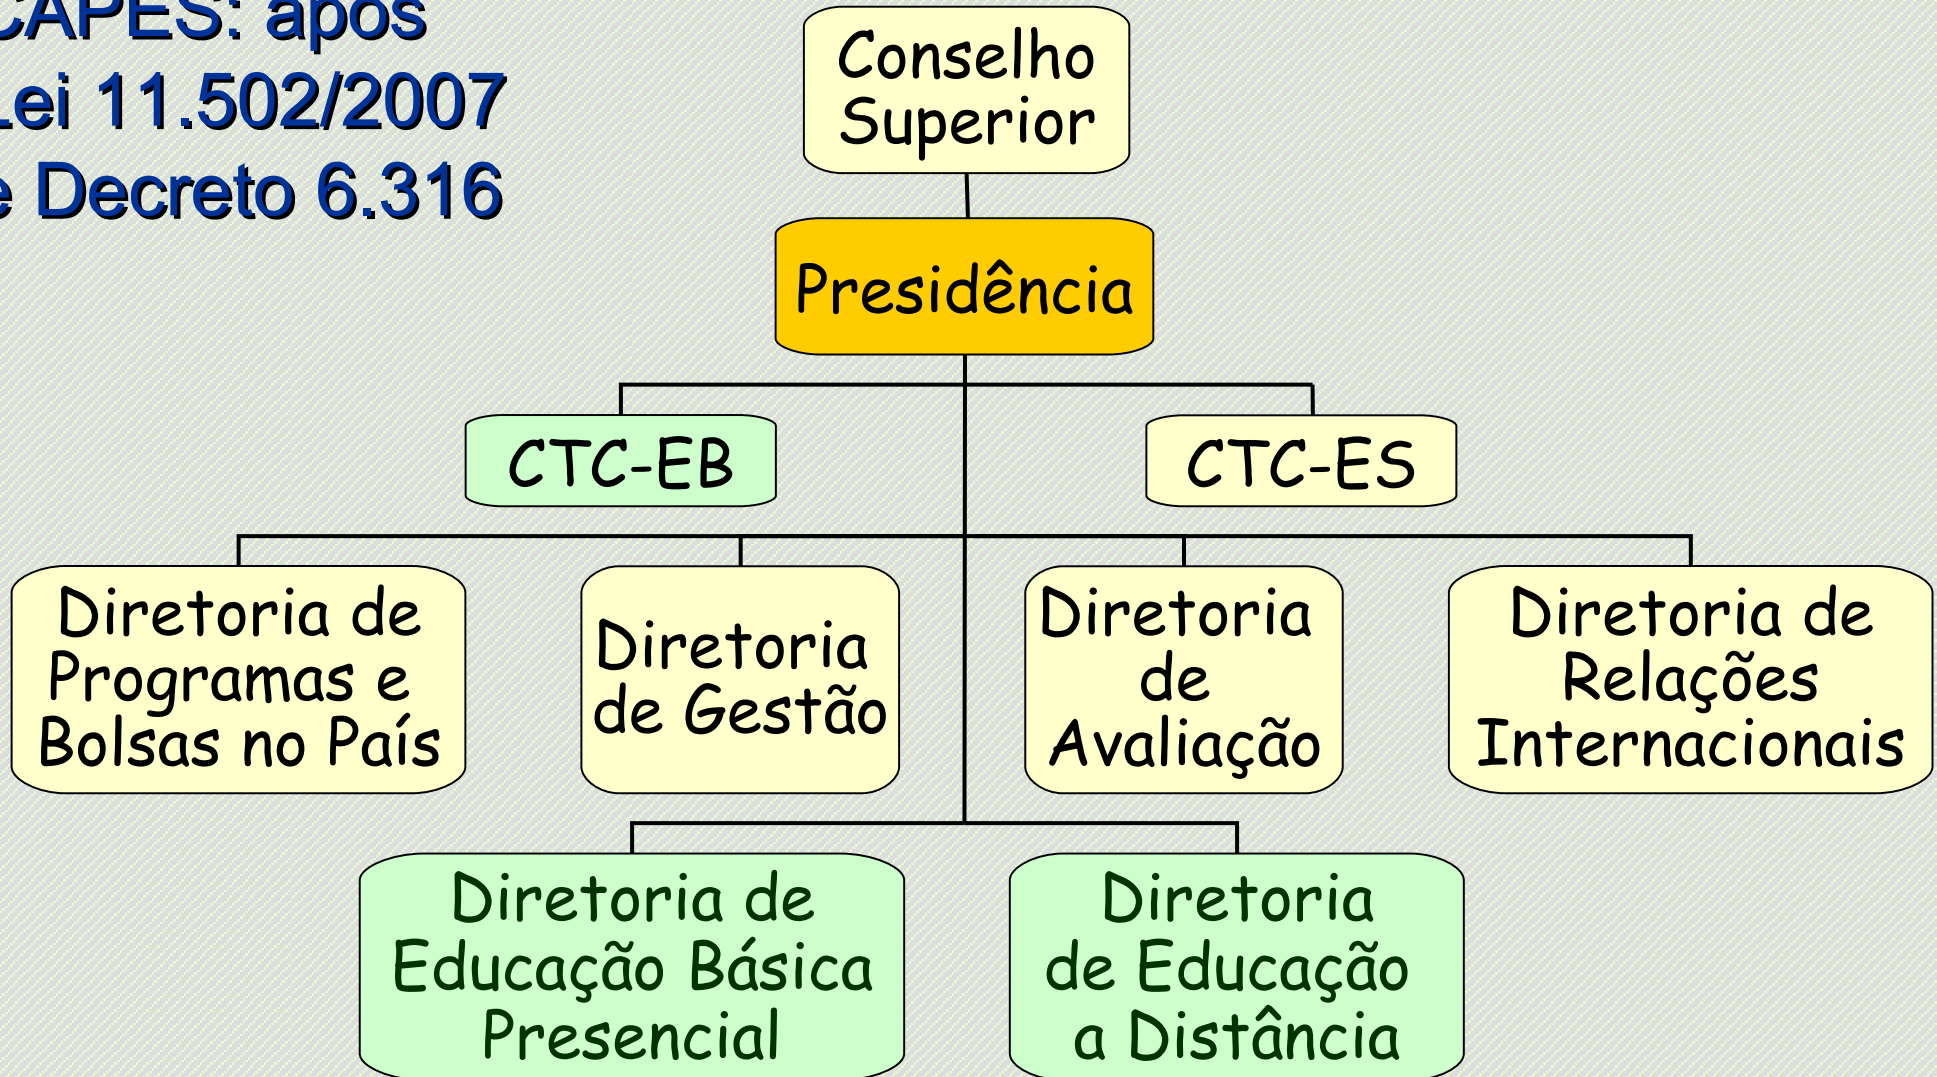 CAPES: após
Lei 11.502/2007
e Decreto 6.316
Conselho
Superior
Presidência
CTC-EB
CTC-ES
Diretoria de
Programas e
Bolsas no País
Diretoria
de Gestão
Diretoria
de
Avaliação
Diretoria de
Relações
Internacionais
Diretoria de
Educação Básica
Presencial
Diretoria
de Educação
a Distância